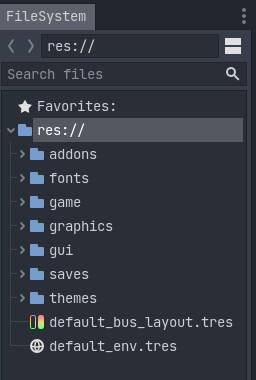 FileSystem
res://
Search files
Favorites:
res://
addons
fonts
game
graphics
gui
saves
themes
default_bus_layout.tres
default_env.tres